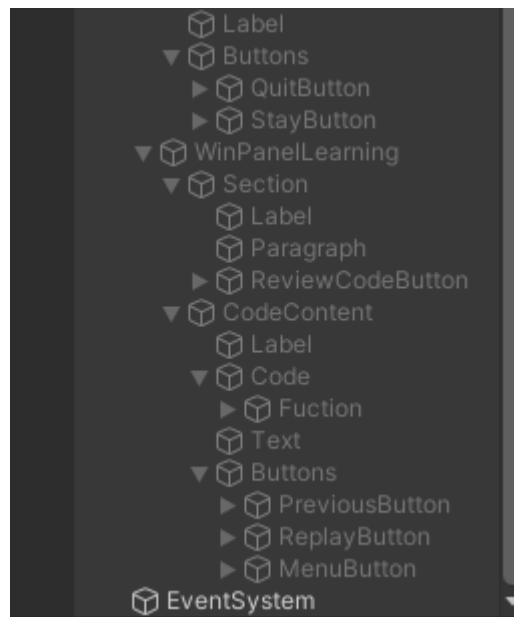 Label
Buttons
QuitButton
StayButton
WinPanelLearning
Section
Label
Paragraph
ReviewCodeButton
CodeContent
Label
Code
Fuction
Text
Buttons
PreviousButton
ReplayButton
MenuButton
EventSystem